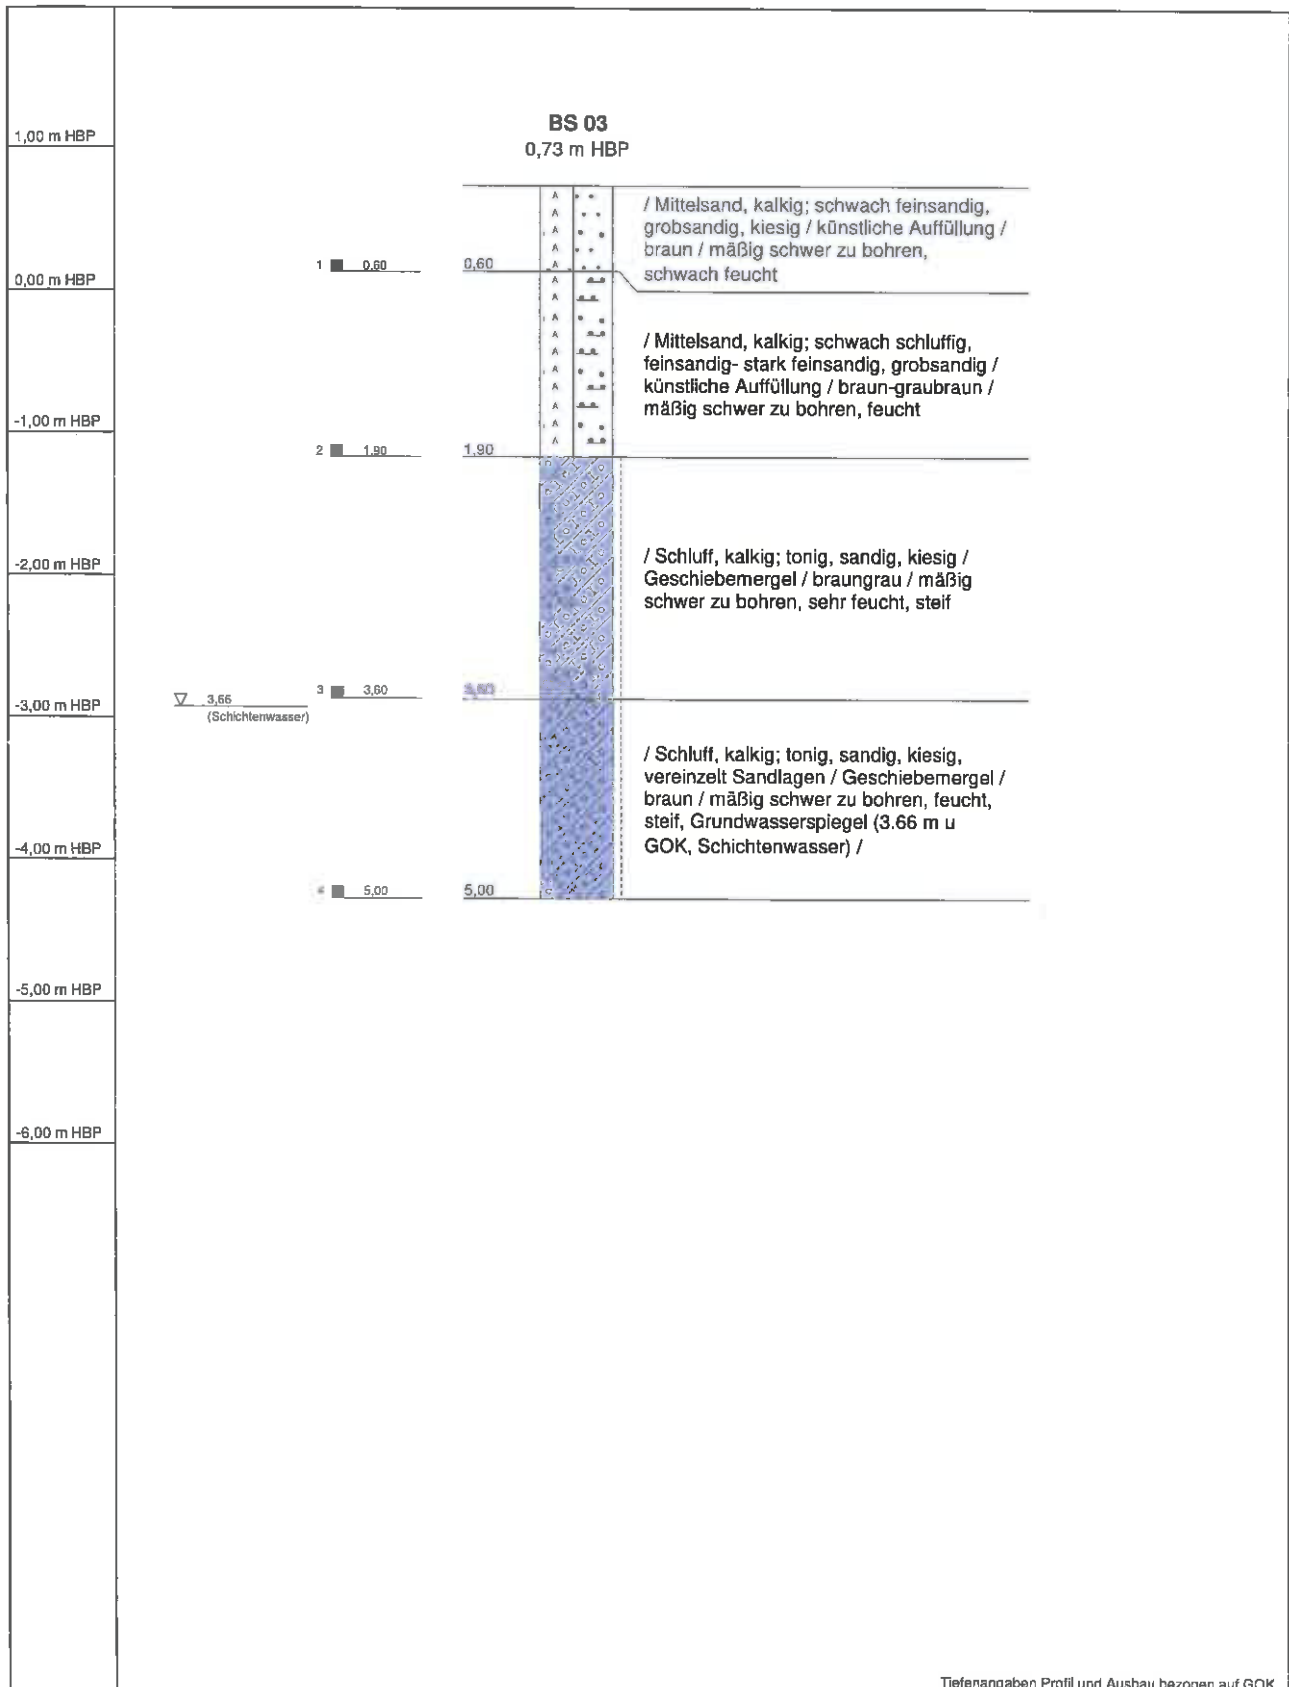 BS 03
0,73 m HBP
1,00 m HBP
0,00 m HBP
-1,00 m HBP
-2,00 m HBP
-3,00 m HBP
-4,00 m HBP
-5,00 m HBP
-6,00 m HBP
1 0,60 0,60
/ Mittelsand, kalkig; schwach feinsandig,
grobsandig, kiesig / künstliche Auffüllung /
braun / mäßig schwer zu bohren,
schwach feucht
/ Mittelsand, kalkig; schwach schluffig,
feinsandig- stark feinsandig, grobsandig /
künstliche Auffüllung / braun-graubraun /
mäßig schwer zu bohren, feucht
2 1,90 1,90
/ Schluff, kalkig; tonig, sandig, kiesig /
Geschiebemergel / braungrau / mäßig
schwer zu bohren, sehr feucht, steif
3 3,60 3,60
3,66
(Schichtenwasser)
/ Schluff, kalkig; tonig, sandig, kiesig,
vereinzelt Sandlagen / Geschiebemergel /
braun / mäßig schwer zu bohren, feucht,
steif, Grundwasserspiegel (3.66 m u
GOK, Schichtenwasser) /
4 5,00 5,00
Tiefenangaben Profil und Ausbau bezogen auf GOK